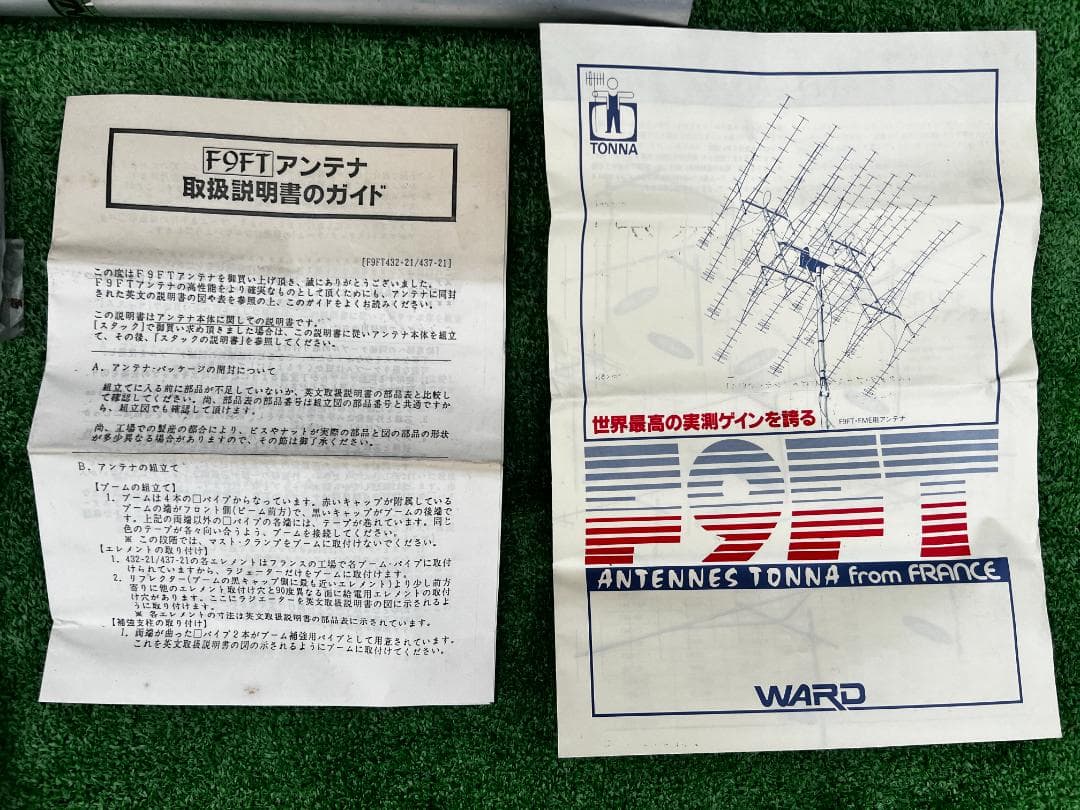 F9FTアンテナ
取扱説明書のガイド
[F9FT432-21/437-21]
この度はF9FTアンテナを御買い上げ頂き、誠にありがとうございました。
F9FTアンテナの高性能をより確実なものとして頂くためにも、アンテナに同封
された英文の説明書の図や表を参照の上、このガイドをよくお読みください。
この説明書はアンテナ本体に関しての説明書です。
[スタック]で御買い求め頂きました場合は、この説明書に従いアンテナ本体を組立
て、その後、「スタックの説明書」を参照してください。
A. アンテナ・パッケージの開封について
組立てに入る前に部品が不足していないか、英文取扱説明書の部品表と比較し
て確認してください。尚、部品表の部品番号は組立図の部品番号と共通ですか
ら、組立図でも確認して頂けます。
尚、工場での製産の都合により、ビスやナットが実際の部品と図の部品の形状
が多少異なる場合がありますので、その節は御了承ください。
B. アンテナの組立て
【ブームの組立て】
1. ブームは4本の□パイプからなっています。赤いキャップが附属している
ブームの端がフロント側(ビーム前方)で、黒いキャップがブームの後端で
す。上記の両端以外の□パイプの各端には、テープが巻れています。同じ
色のテープが各々向い合うよう、ブームを接続してください。
※ この段階では、マスト・クランプをブームに取付けないでください。
【エレメントの取り付け】
1. 432-21/437-21の各エレメントはフランスの工場で各ブーム・パイプに取付
けられていますから、ラジェーターだけをブームに取付けます。
2. リフレクター(ブームの黒キャップ側に最も近いエレメント)より少し前方
寄りに他のエレメント取付け穴と90度異なる面に給電用エレメントの取付
け穴があります。ここにラジエータを英文取扱説明書の図に示されるよ
うに取り付けます。
※ 各エレメントの寸法は英文取扱説明書の部品表に示されています。
【補強支柱の取り付け】
1. 両端が曲った□パイプ2本がブーム補強用パイプとして用意されています。
これを英文取扱説明書の図の示されるようにブームに取付けてください。
TONNA
世界最高の実測ゲインを誇る
F9FT・EME用アンテナ
F9FT
ANTENNES TONNA from FRANCE
WARD